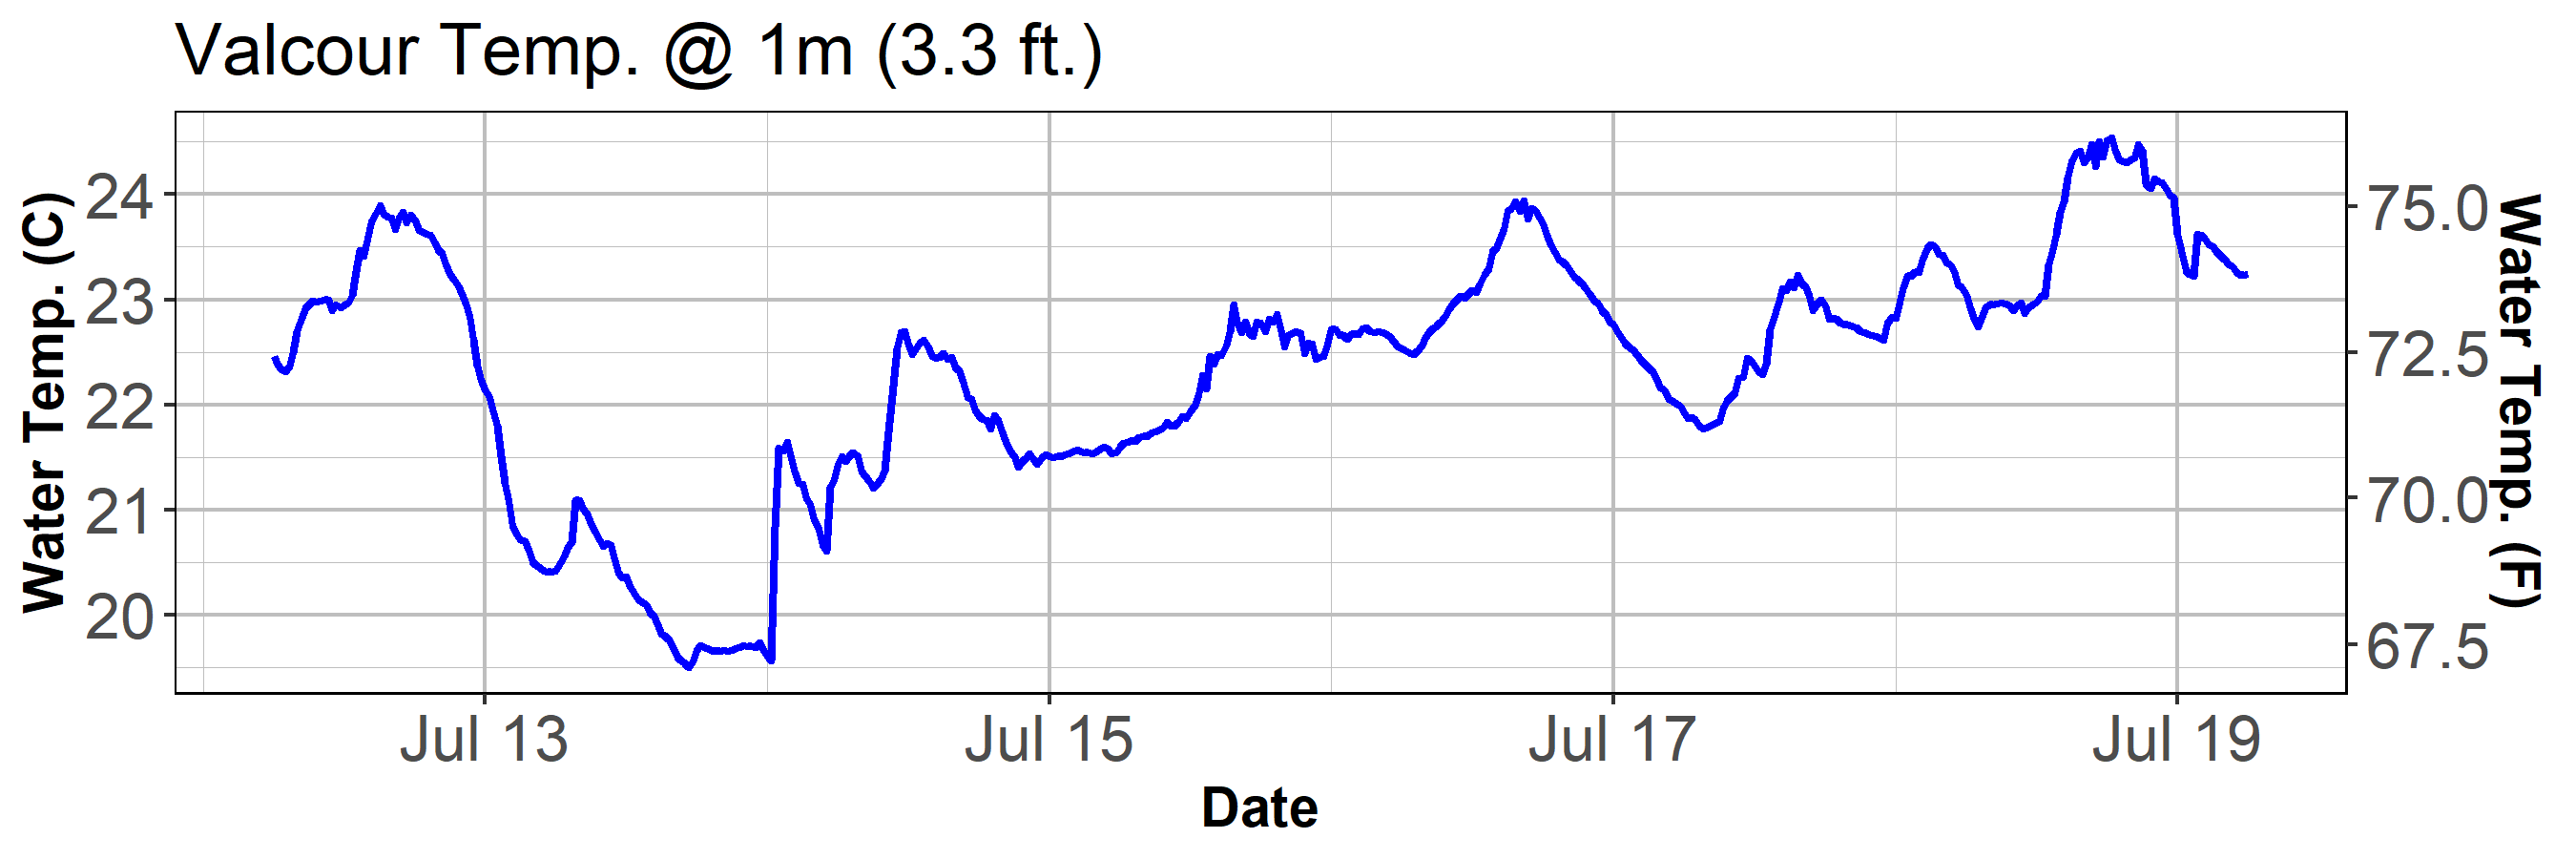 Valcour Temp. @ 1m (3.3 ft.)
Water Temp. (C)
24
23
22
21
20
75.0
72.5
70.0
67.5
Water Temp. (F)
Jul 13
Jul 15
Jul 17
Jul 19
Date